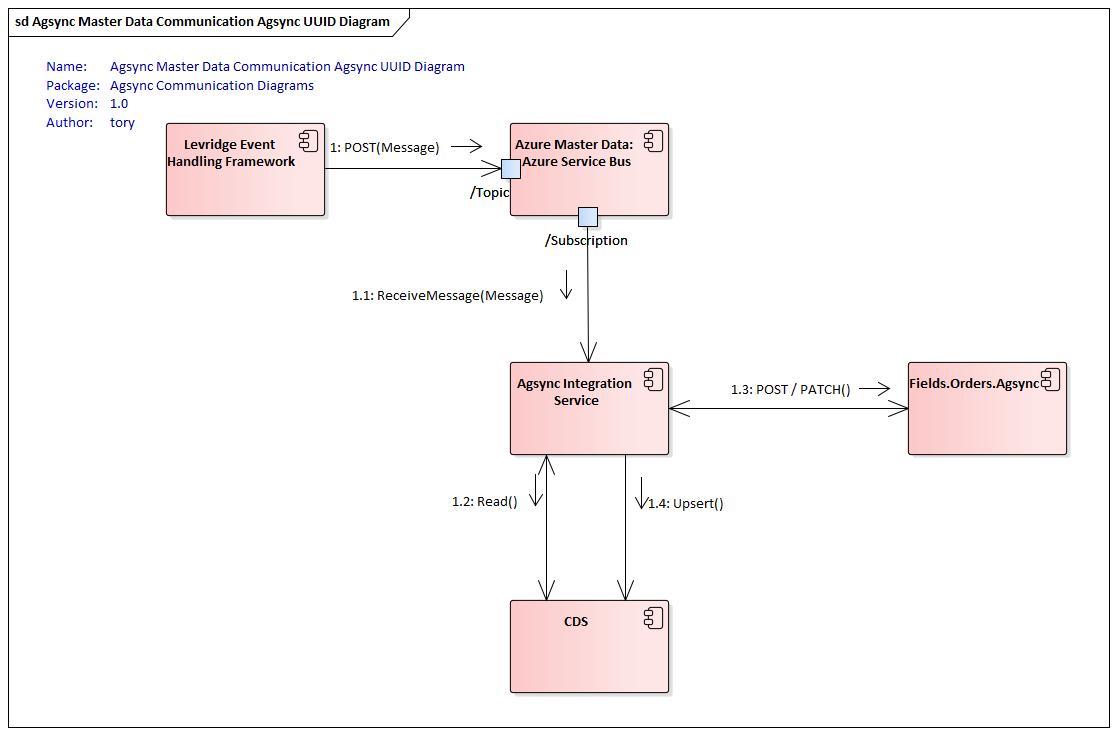 sd Agsync Master Data Communication Agsync UUID Diagram
Name: Agsync Master Data Communication Agsync UUID Diagram
Package: Agsync Communication Diagrams
Version: 1.0
Author: tory
Levridge Event
Handling Framework
1: POST(Message)
Azure Master Data:
Azure Service Bus
/Topic
/Subscription
1.1: ReceiveMessage(Message)
Agsync Integration
Service
1.3: POST / PATCH()
Fields.Orders.Agsync
1.2: Read()
1.4: Upsert()
CDS